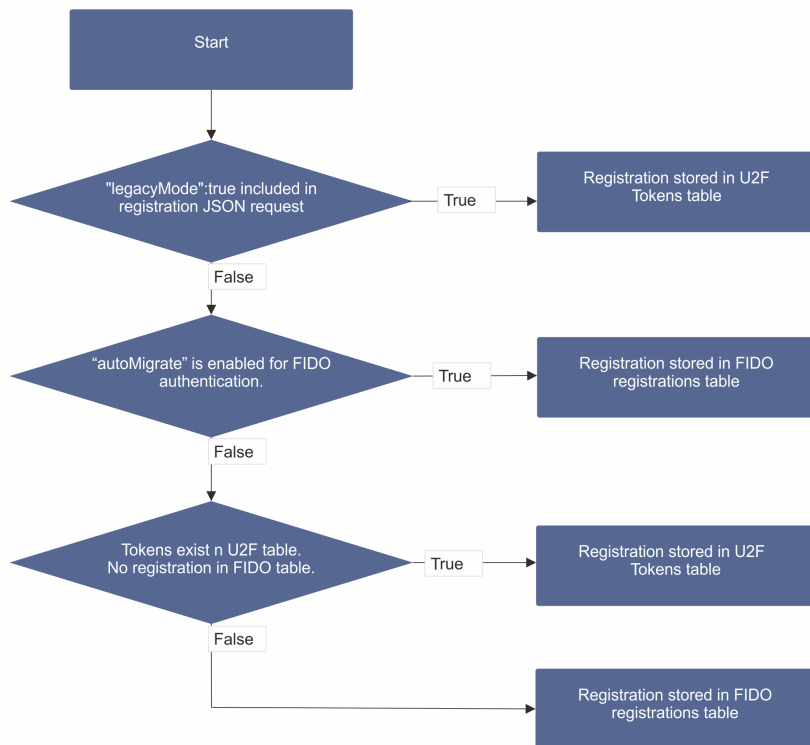 Start
"legacyMode":true included in
registration JSON request
True
Registration stored in U2F
Tokens table
False
“autoMigrate” is enabled for FIDO
authentication.
True
Registration stored in FIDO
registrations table
False
Tokens exist n U2F table.
No registration in FIDO table.
True
Registration stored in U2F
Tokens table
False
Registration stored in FIDO
registrations table